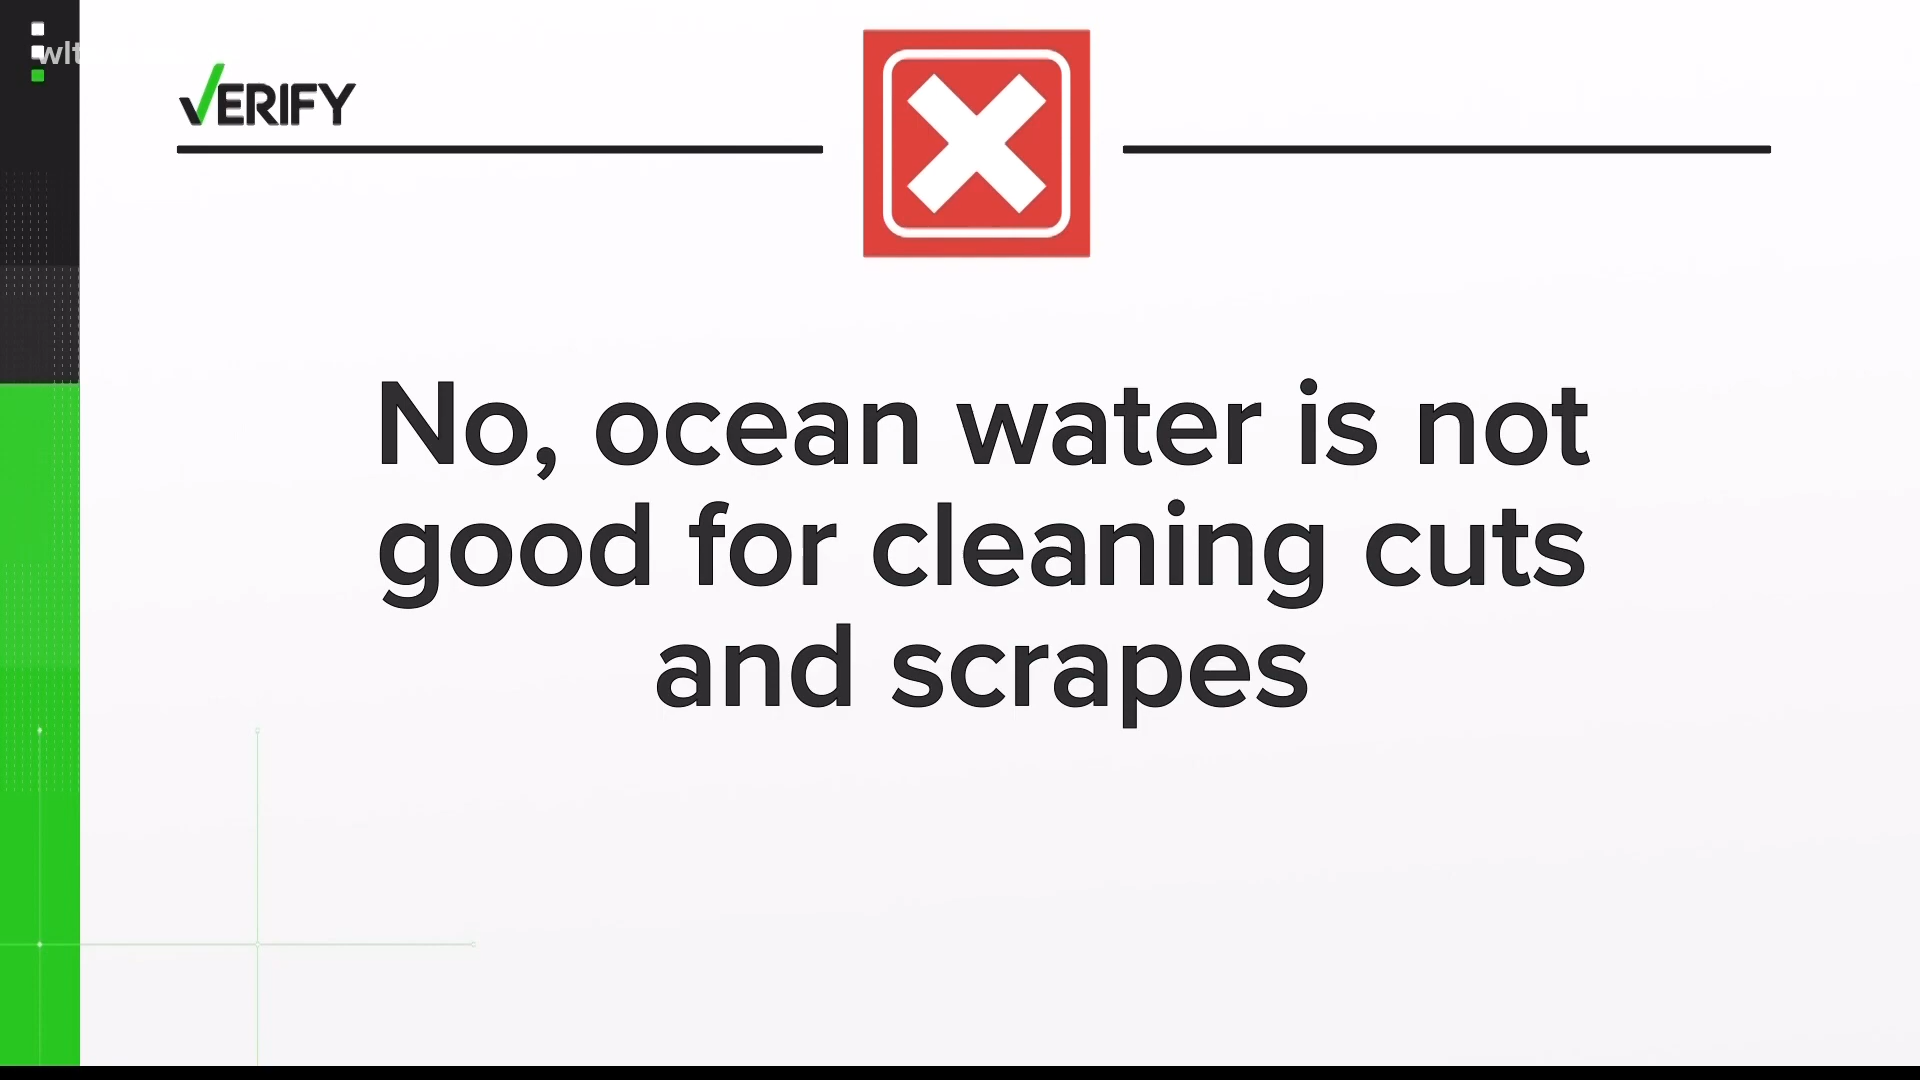 VERIFY
No, ocean water is not
good for cleaning cuts
and scrapes